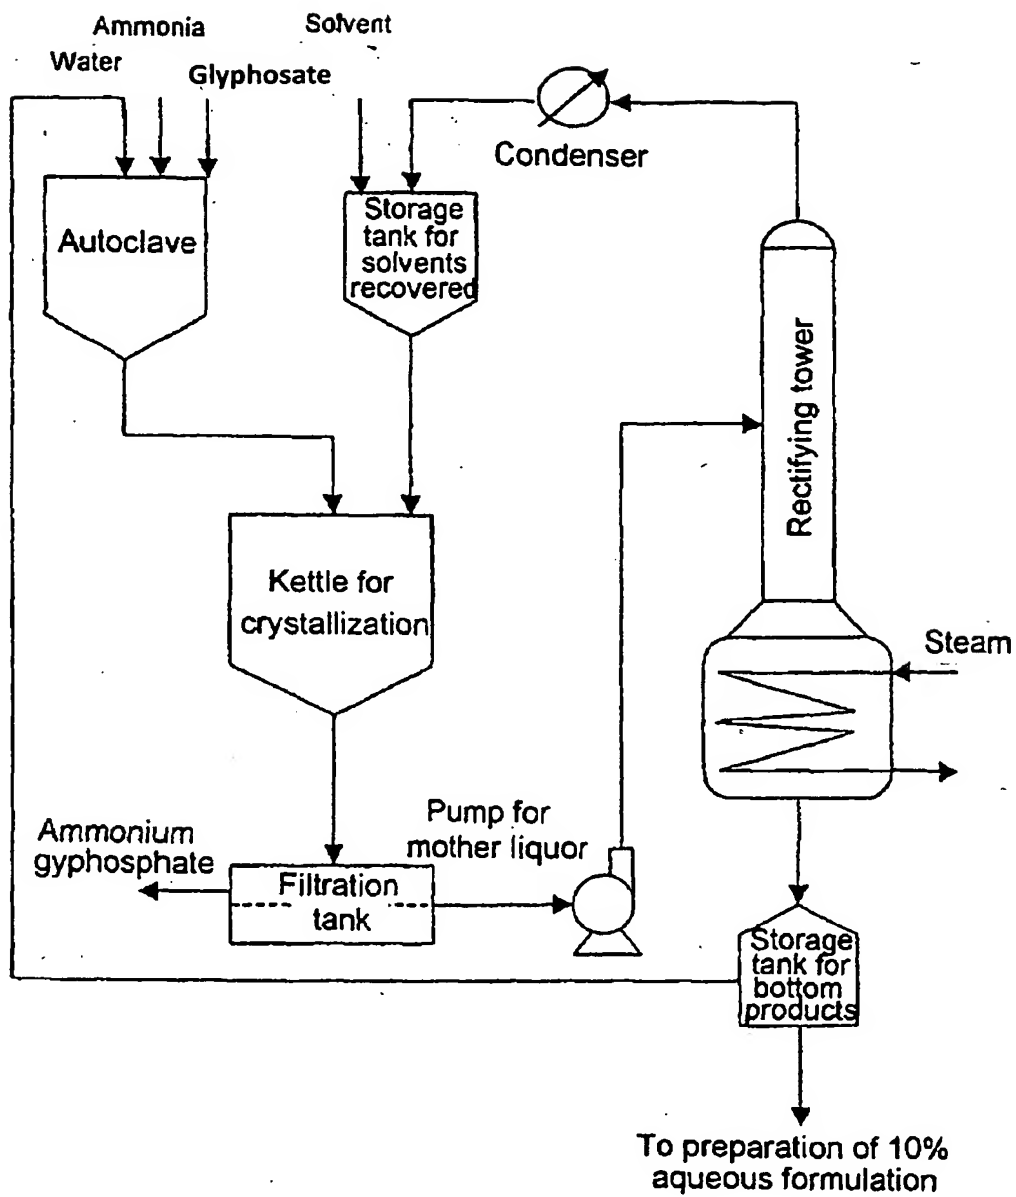 Ammonia
Solvent
Water
Glyphosate
Condenser
Autoclave
Storage
tank for
solvents
recovered
Rectifying tower
Kettle for
crystallization
Steam
Ammonium
gyphosphate
Pump for
mother liquor
Filtration
tank
Storage
tank for
bottom
products
To preparation of 10%
aqueous formulation